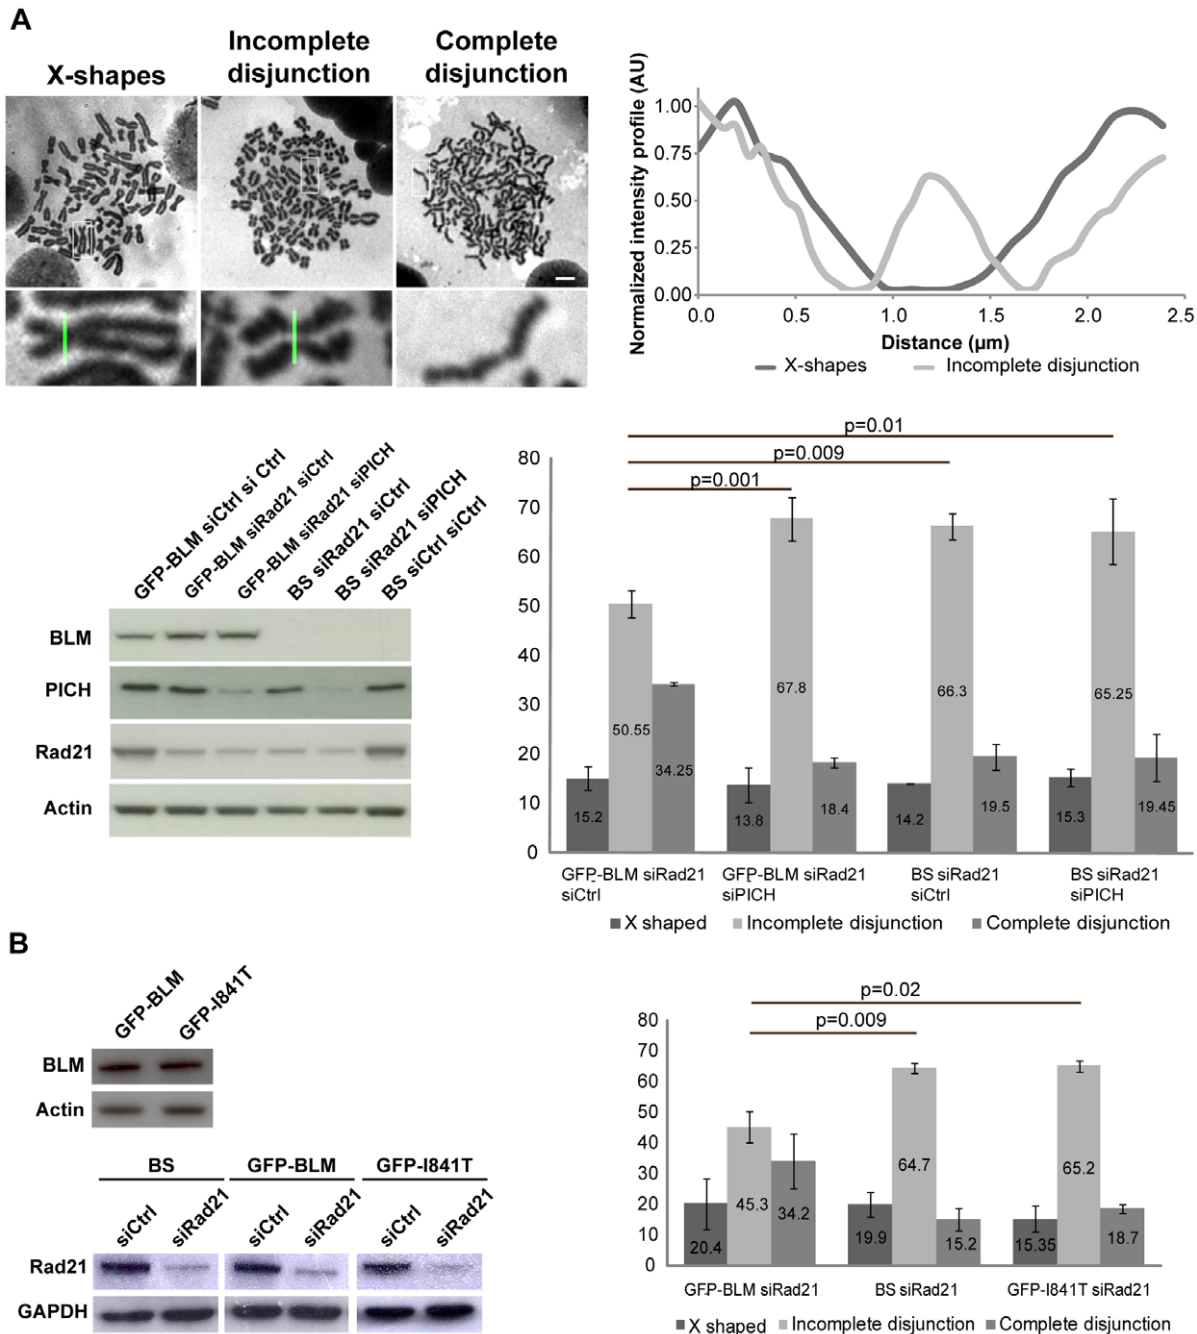 A
X-shapes
Incomplete
disjunction
Complete
disjunction
Normalized intensity profile (AU)
1.00
0.75
0.50
0.25
0.00
0.0 0.5 1.0 1.5 2.0 2.5
Distance (µm)
X-shapes Incomplete disjunction
GFP-BLM siCtrl si Ctrl
GFP-BLM siRad21 siCtrl
GFP-BLM siRad21 siPICH
BS siRad21 siCtrl
BS siRad21 siPICH
BS siCtrl siCtrl
BLM
PICH
Rad21
Actin
p=0.01
p=0.009
p=0.001
80
70
60
50
40
30
20
10
0
15.2 50.55 34.25
13.8 67.8 18.4
14.2 66.3 19.5
15.3 65.25 19.45
GFP-BLM siRad21
siCtrl
GFP-BLM siRad21
siPICH
BS siRad21
siCtrl
BS siRad21
siPICH
X shaped Incomplete disjunction Complete disjunction
B
GFP-BLM
GFP-I841T
BLM
Actin
BS GFP-BLM GFP-I841T
siCtrl siRad21 siCtrl siRad21 siCtrl siRad21
Rad21
GAPDH
p=0.02
p=0.009
80
70
60
50
40
30
20
10
0
20.4 45.3 34.2
19.9 64.7 15.2
15.35 65.2 18.7
GFP-BLM siRad21 BS siRad21 GFP-I841T siRad21
X shaped Incomplete disjunction Complete disjunction